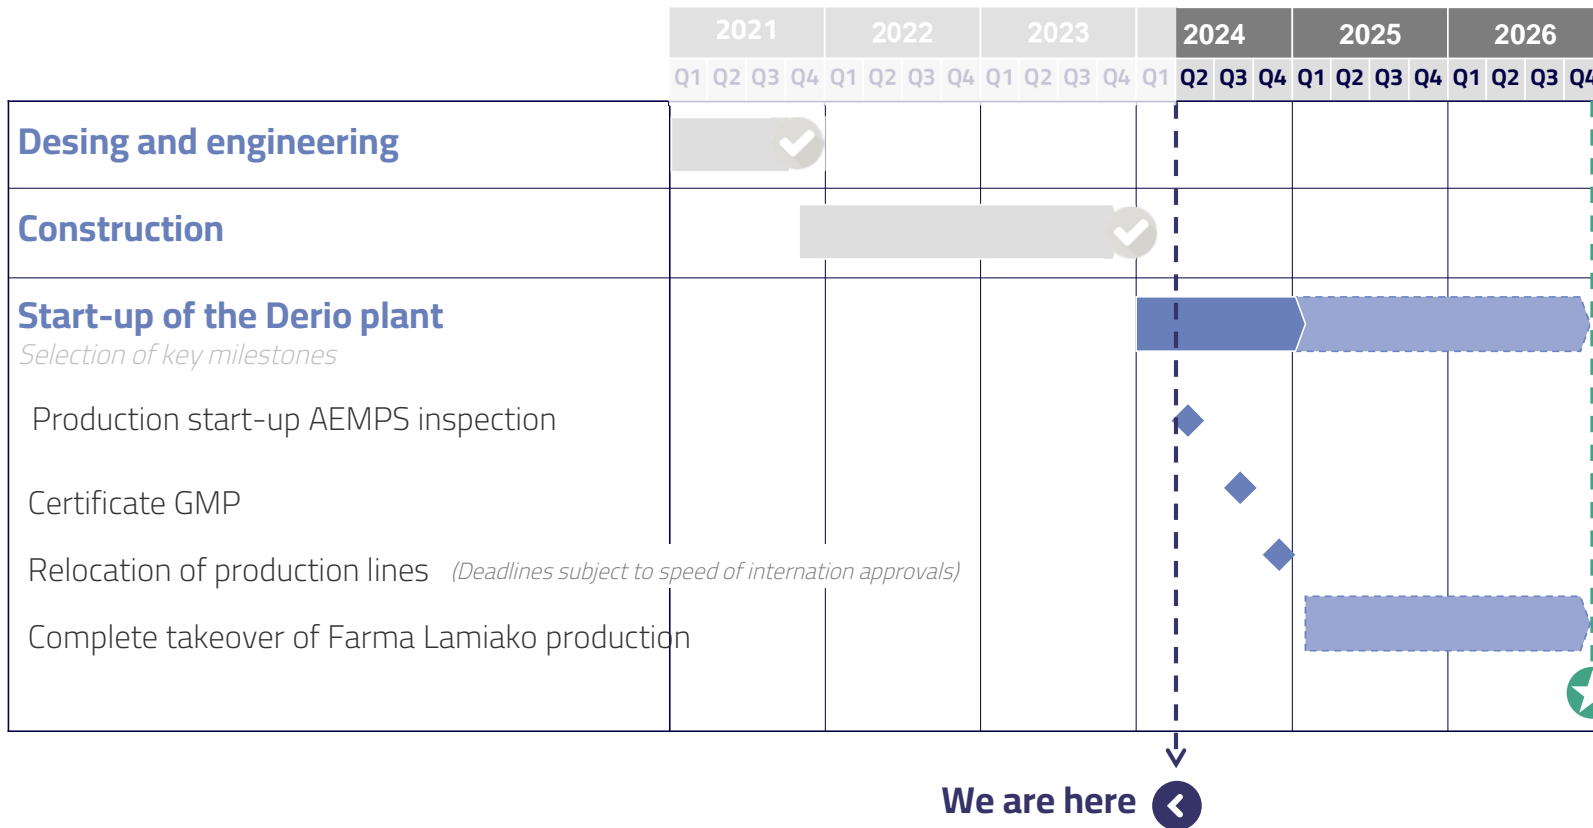 2021 2022 2023 2024 2025 2026
Q1 Q2 Q3 Q4 Q1 Q2 Q3 Q4 Q1 Q2 Q3 Q4 Q1 Q2 Q3 Q4 Q1 Q2 Q3 Q4 Q1 Q2 Q3 Q4
Desing and engineering
Construction
Start-up of the Derio plant
Selection of key milestones
Production start-up AEMPS inspection
Certificate GMP
Relocation of production lines (Deadlines subject to speed of internation approvals)
Complete takeover of Farma Lamiako production
We are here